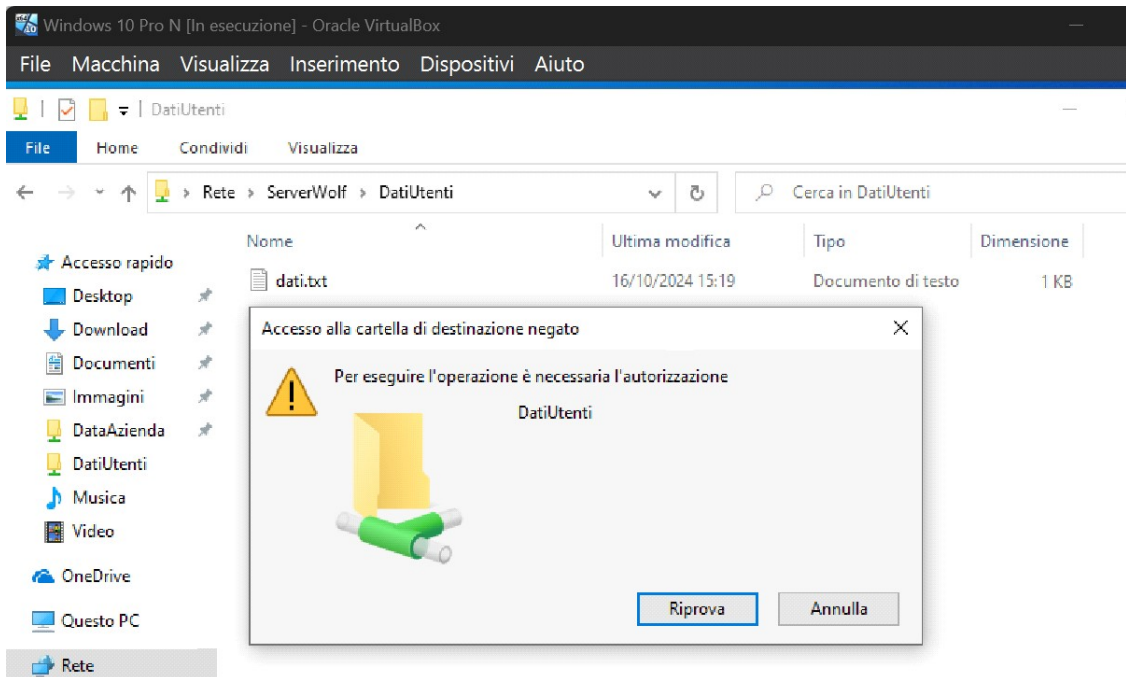 Windows 10 Pro N [In esecuzione] - Oracle VirtualBox
File Macchina Visualizza Inserimento Dispositivi Aiuto
DatiUtenti
File Home Condividi Visualizza
Rete > ServerWolf > DatiUtenti Cerca in DatiUtenti
Nome Ultima modifica Tipo Dimensione
Accesso rapido
dati.txt 16/10/2024 15:19 Documento di testo 1 KB
Desktop
Download
Documenti
Immagini
DataAzienda
DatiUtenti
Musica
Video
OneDrive
Questo PC
Rete
Accesso alla cartella di destinazione negato
Per eseguire l'operazione è necessaria l'autorizzazione
DatiUtenti
Riprova Annulla